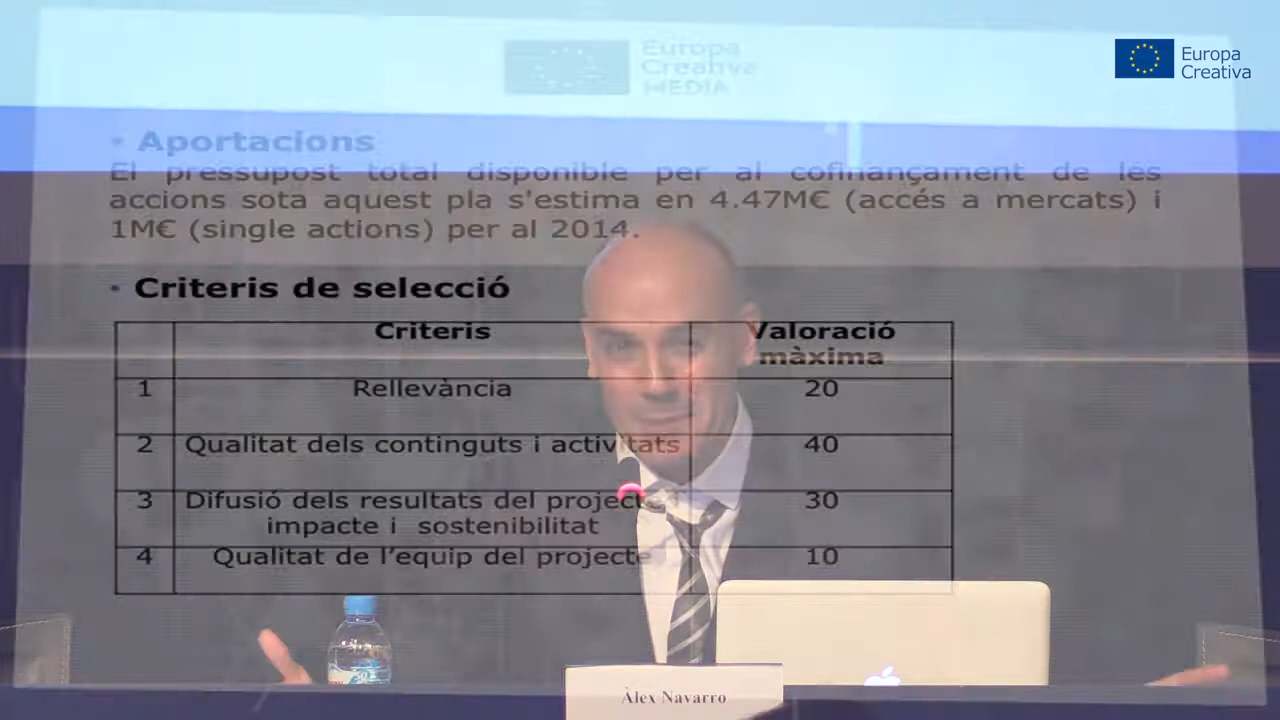 Europa
Creativa
MEDIA
Europa
Creativa
• Aportacions
El pressupost total disponible per al cofinançament de les
accions sota aquest pla s'estima en 4.47M€ (accés a mercats) i
1M€ (single actions) per al 2014.
• Criteris de selecció
Criteris Valoració
màxima
1 Rellevància 20
2 Qualitat dels continguts i activitats 40
3 Difusió dels resultats del projecte i 30
impacte i sostenibilitat
4 Qualitat de l’equip del projecte 10
Àlex Navarro